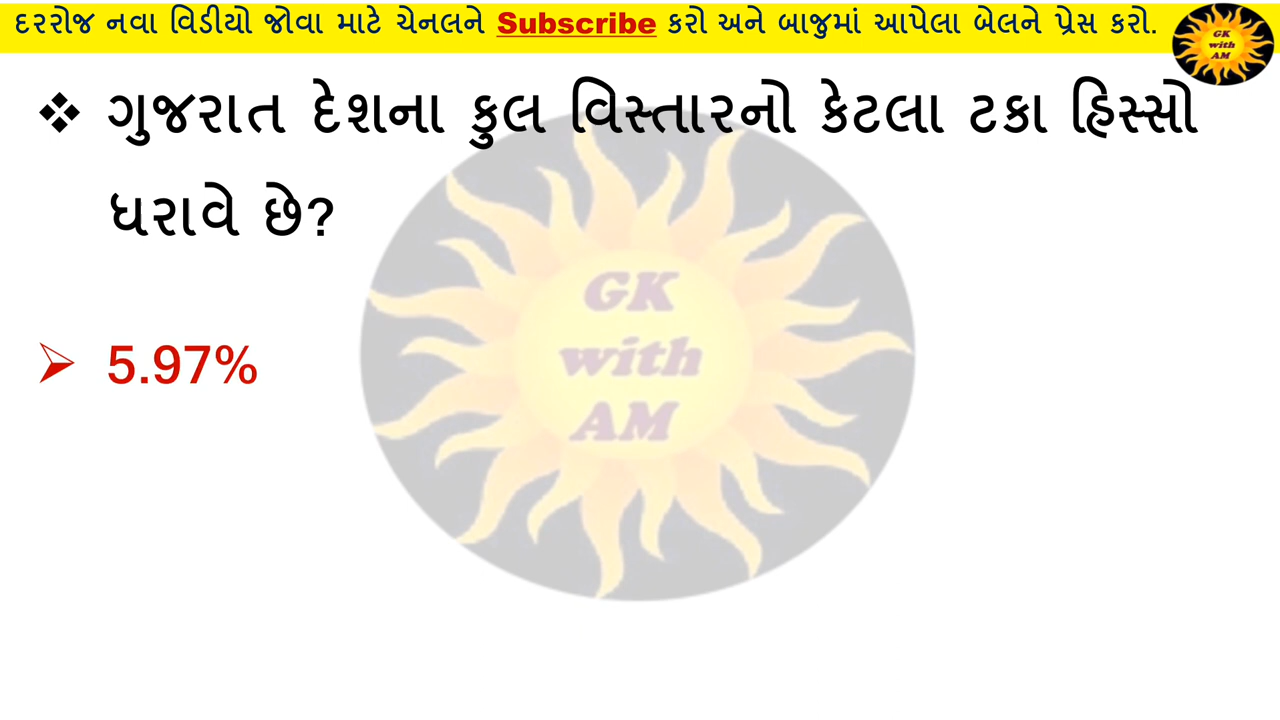 દરરોજ નવા વિડીયો જોવા માટે ચેનલને Subscribe કરો અને બાજુમાં આપેલા બેલને પ્રેસ કરો.
GK
with
AM
❖ ગુજરાત દેશના કુલ વિસ્તારનો કેટલા ટકા હિસ્સો
ધરાવે છે?
➢ 5.97%
GK
with
AM